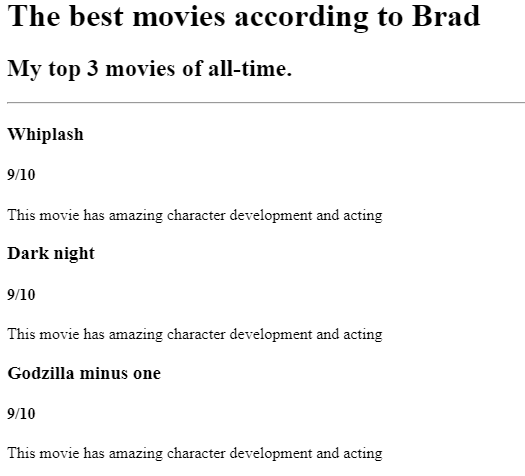 The best movies according to Brad
My top 3 movies of all-time.
Whiplash
9/10
This movie has amazing character development and acting
Dark night
9/10
This movie has amazing character development and acting
Godzilla minus one
9/10
This movie has amazing character development and acting